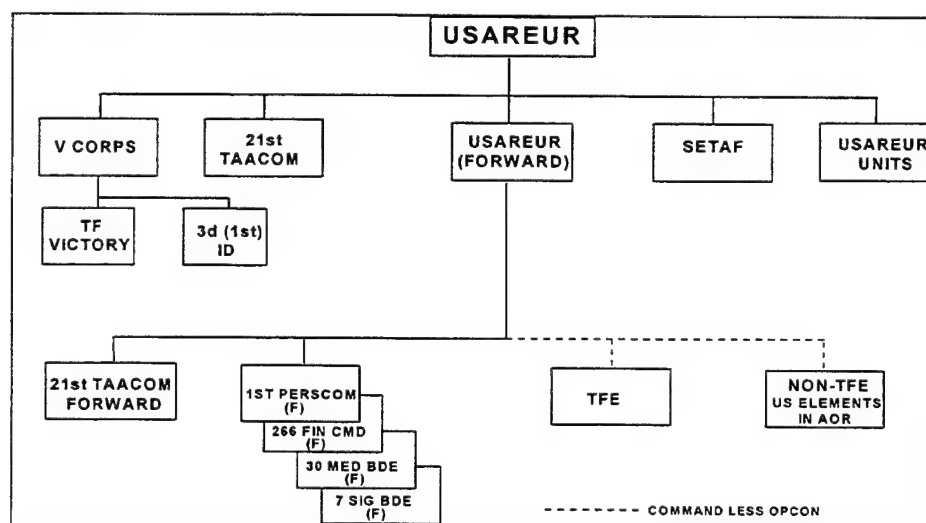 USAREUR
V CORPS
21st
TAACOM
USAREUR
(FORWARD)
SETAF
USAREUR
UNITS
TF
VICTORY
3d (1st)
ID
21st TAACOM
FORWARD
1ST PERSCOM
(F)
266 FIN CMD
(F)
30 MED BDE
(F)
7 SIG BDE
(F)
TFE
NON-TFE
US ELEMENTS
IN AOR
COMMAND LESS OPCON